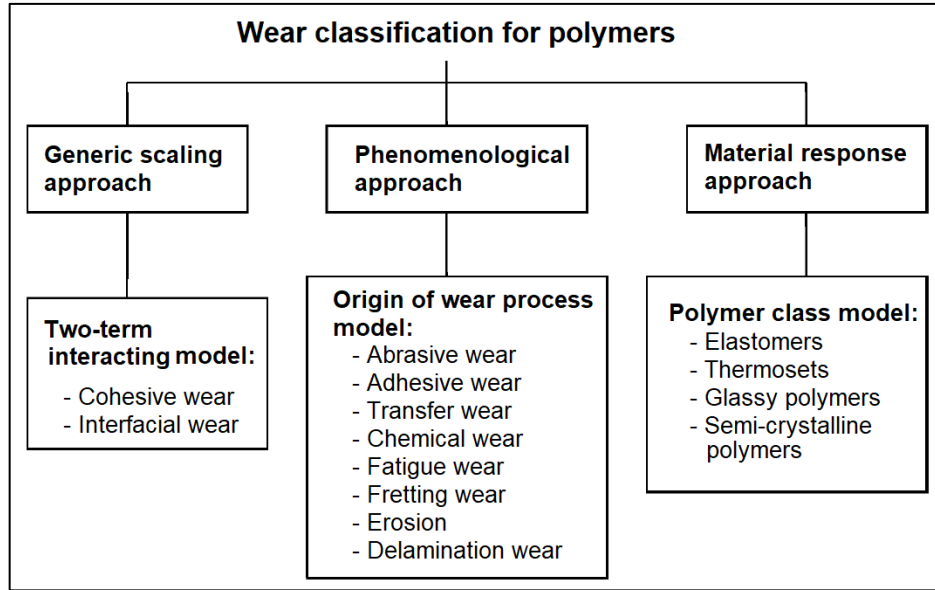 Wear classification for polymers
Generic scaling
approach
Phenomenological
approach
Material response
approach
Two-term
interacting model:
- Cohesive wear
- Interfacial wear
Origin of wear process
model:
- Abrasive wear
- Adhesive wear
- Transfer wear
- Chemical wear
- Fatigue wear
- Fretting wear
- Erosion
- Delamination wear
Polymer class model:
- Elastomers
- Thermosets
- Glassy polymers
- Semi-crystalline
polymers